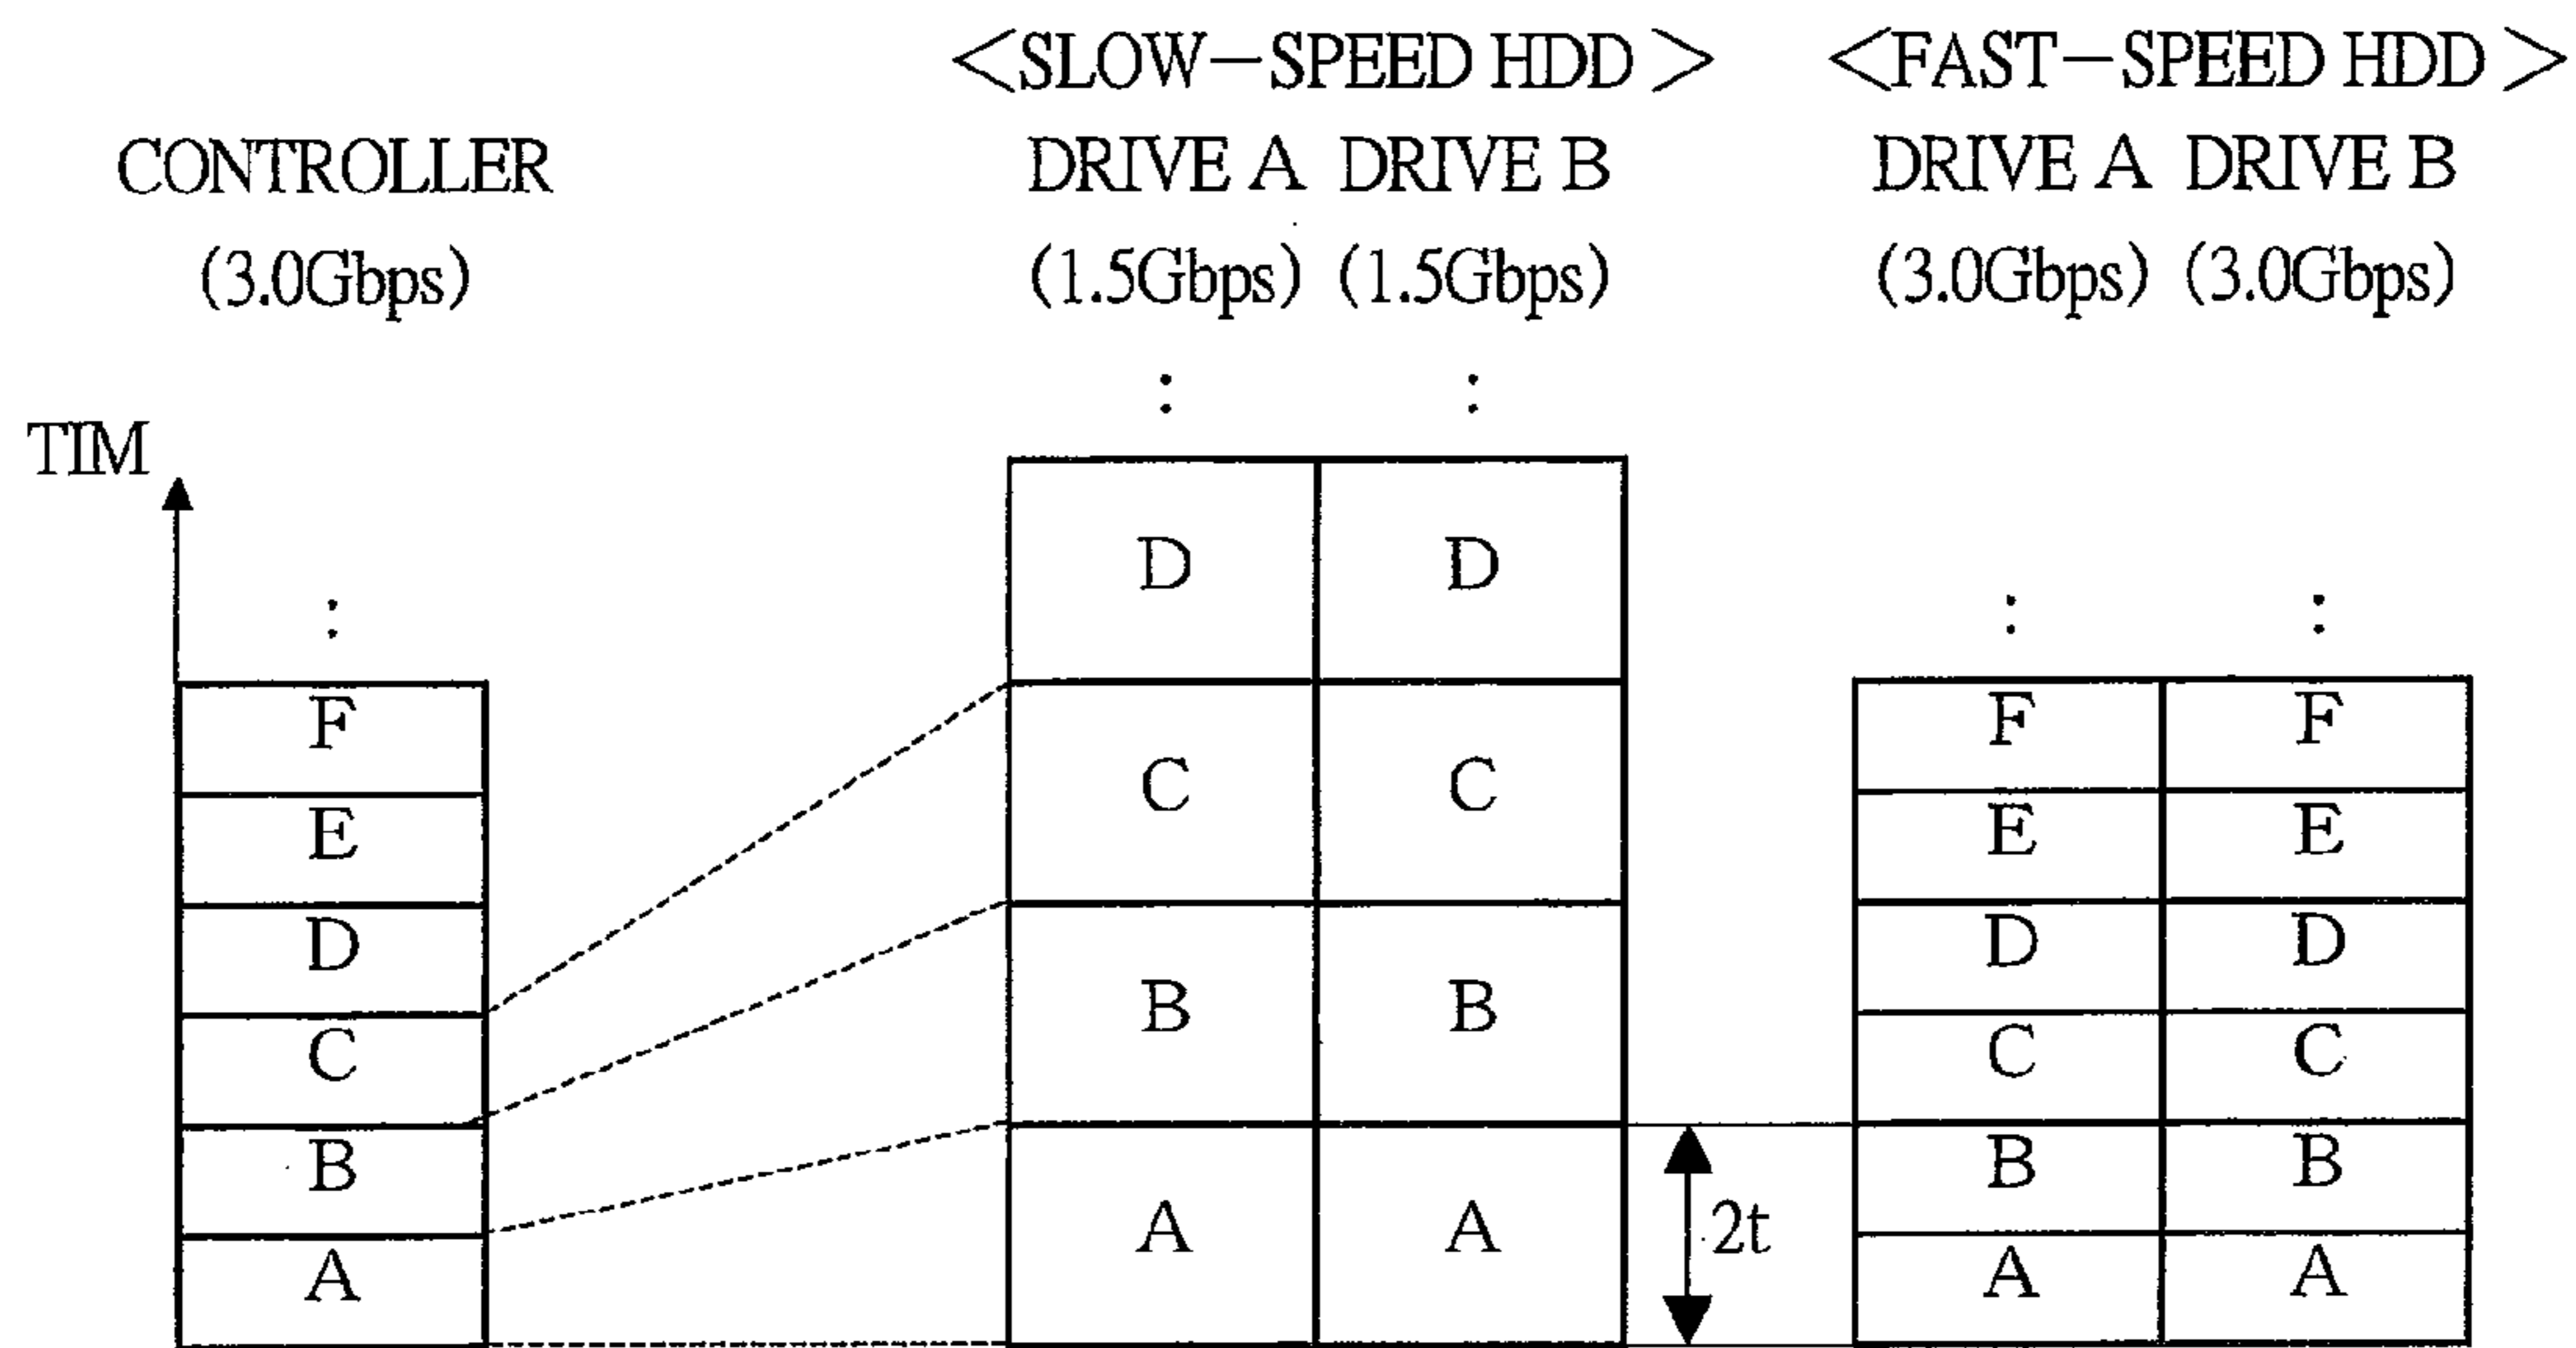 <SLOW-SPEED HDD> <FAST-SPEED HDD>
CONTROLLER DRIVE A DRIVE B DRIVE A DRIVE B
(3.0Gbps) (1.5Gbps) (1.5Gbps) (3.0Gbps) (3.0Gbps)
: :
TIM
D D
: : :
F F F
C C
E E E
D D D
B B
C C C
B B B
A A 2t
A A A